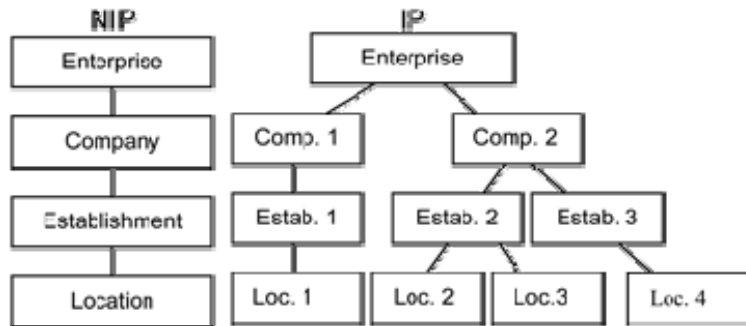 NIP
IP
Enterprise
Enterprise
Company
Comp. 1
Comp. 2
Establishment
Estab. 1
Estab. 2
Estab. 3
Location
Loc. 1
Loc. 2
Loc.3
Loc. 4